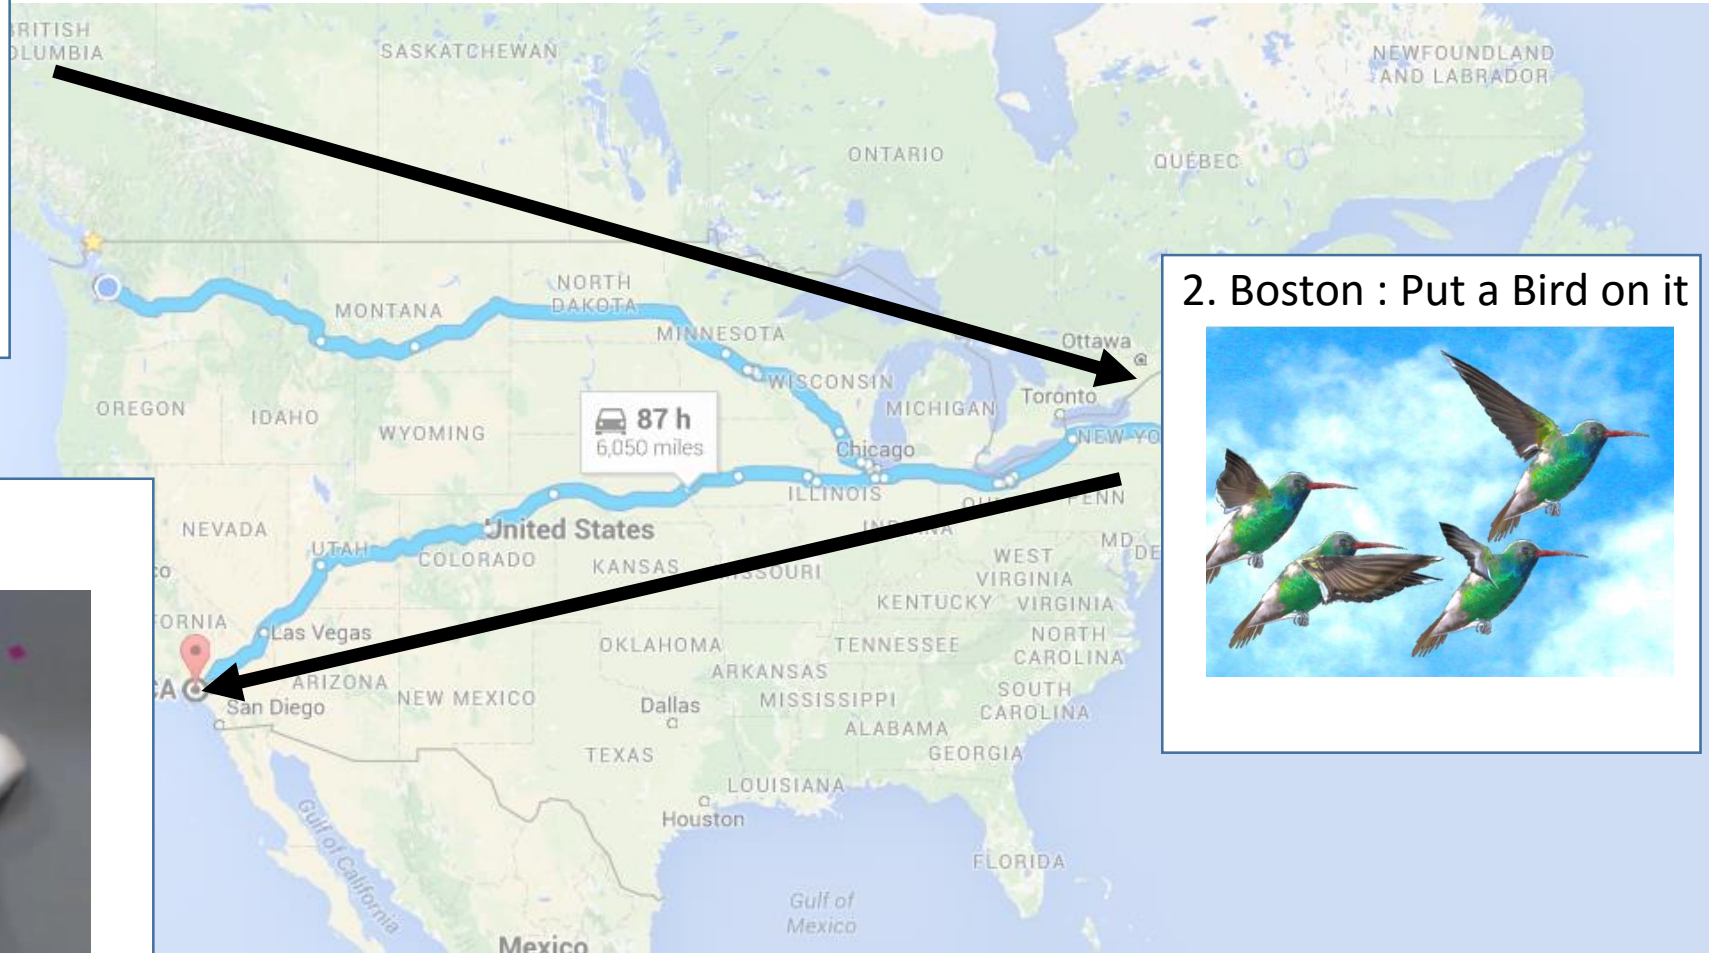 RITISH
OLUMBIA
SASKATCHEWAN
NEWFOUNDLAND
AND LABRADOR
ONTARIO
QUÉBEC
2. Boston : Put a Bird on it
NORTH
DAKOTA
MONTANA
MINNESOTA
Ottawa
WISCONSIN
OREGON
IDAHO
WYOMING
87 h
6,050 miles
MICHIGAN
Toronto
NEW YO
Chicago
ILLINOIS
PENN
NEVADA
United States
UTAH
COLORADO
KANSAS
SSOURI
WEST
VIRGINIA
MD
DE
KENTUCKY
VIRGINIA
FORNIA
Las Vegas
OKLAHOMA
TENNESSEE
NORTH
CAROLINA
ARKANSAS
CA
ARIZONA
NEW MEXICO
San Diego
Dallas
MISSISSIPPI
SOUTH
CAROLINA
ALABAMA
TEXAS
GEORGIA
LOUISIANA
Houston
Gulf of California
FLORIDA
Gulf of
Mexico
Mexico